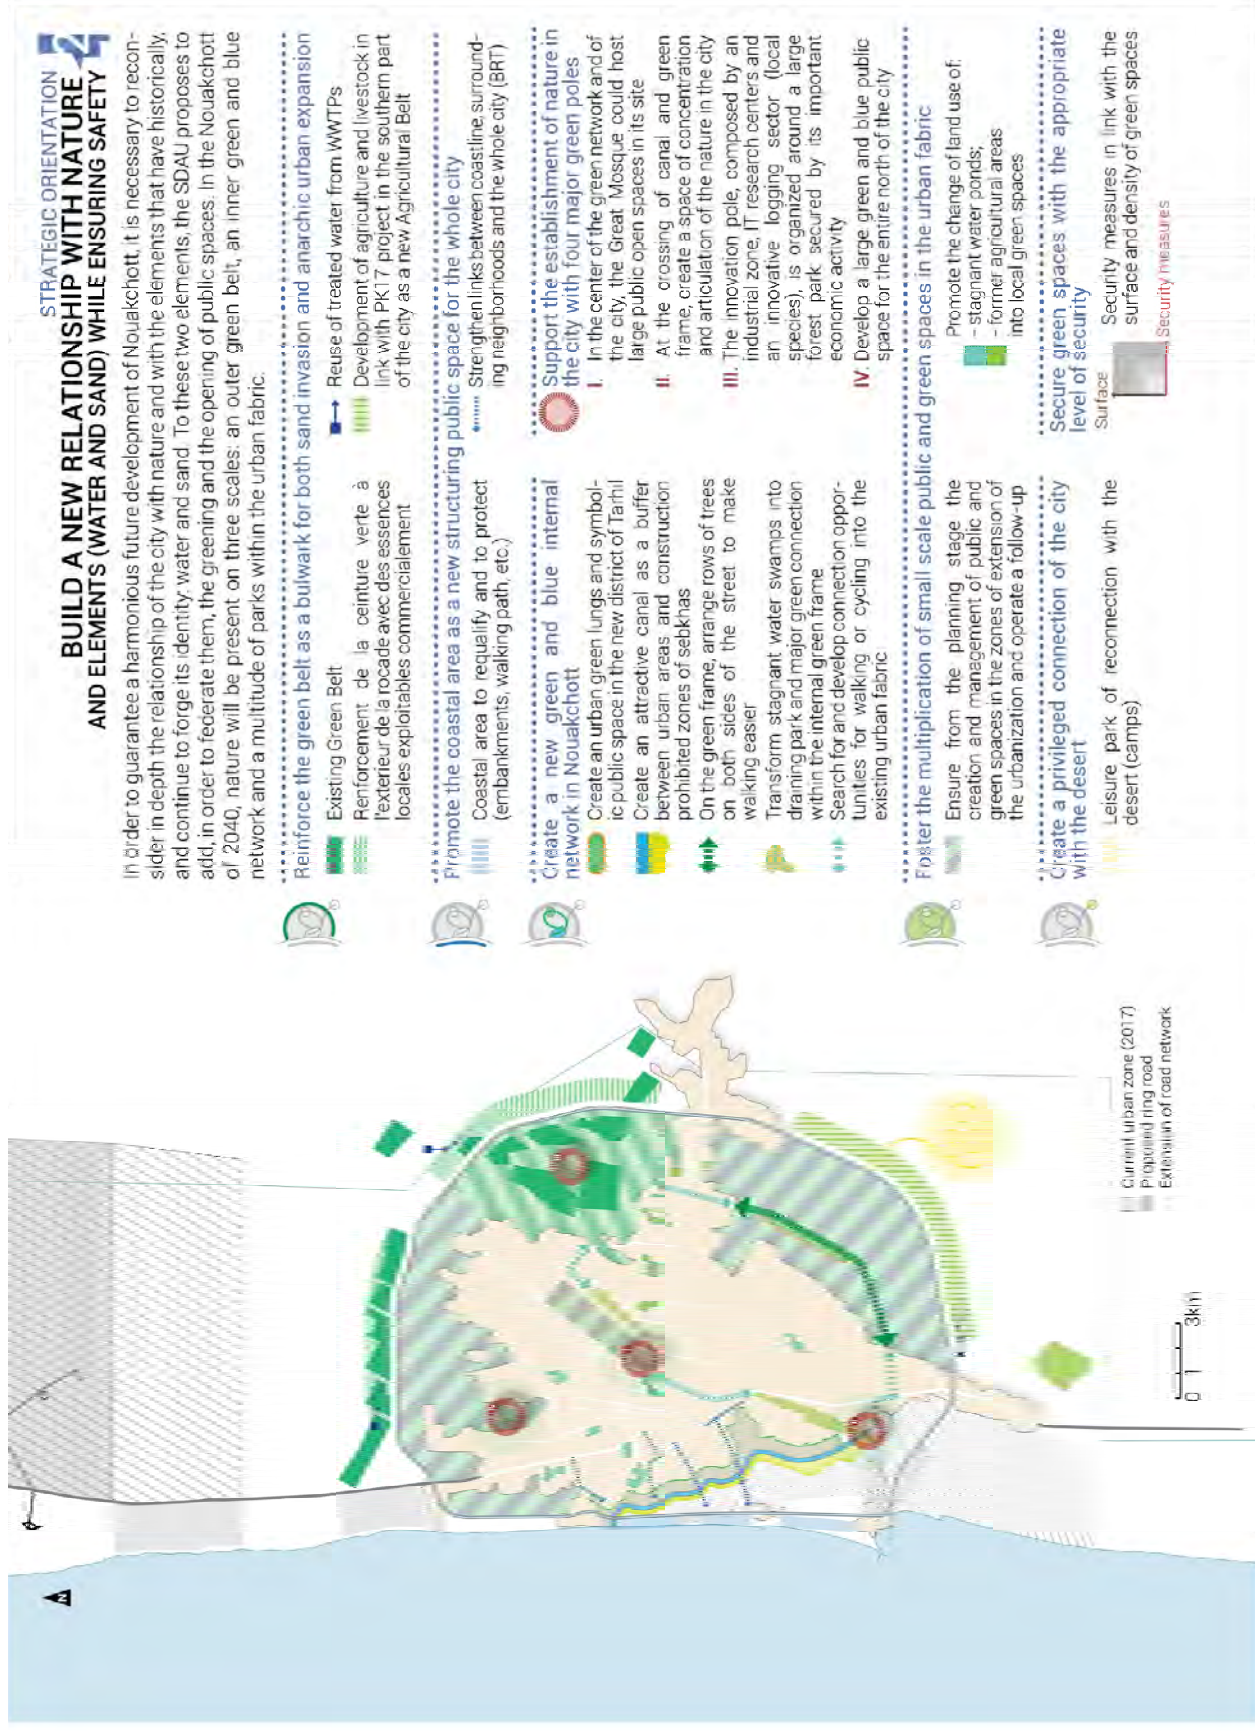 STRATEGIC ORIENTATION
2
BUILD A NEW RELATIONSHIP WITH NATURE
AND ELEMENTS (WATER AND SAND) WHILE ENSURING SAFETY
In order to guarantee a harmonious future development of Nouakchott, it is necessary to recon-
sider in depth the relationship of the city with nature and with the elements that have historically,
and continue to forge its identity: water and sand. To these two elements, the SDAU proposes to
add, in order to federate them, the greening and the opening of public spaces. In the Nouakchott
of 2040, nature will be present on three scales: an outer green belt, an inner green and blue
network and a multitude of parks within the urban fabric.
Reinforce the green belt as a bulwark for both sand invasion and anarchic urban expansion
Existing Green Belt
Renforcement de la ceinture verte à
l'exterieur de la rocade avec des essences
locales exploitables commercialement
Reuse of treated water from WWTPs
Development of agriculture and livestock in
link with PK17 project in the southern part
of the city as a new Agricultural Belt
Promote the coastal area as a new structuring public space for the whole city
Coastal area to requalify and to protect
(embankments, walking path, etc.)
Strengthen links between coastline, surround-
ing neighborhoods and the whole city (BRT)
Create a new green and blue internal
network in Nouakchott
Create an urban green lungs and symbol-
ic public space in the new district of Tarhil
Create an attractive canal as a buffer
between urban areas and construction
prohibited zones of sebkhas
On the green frame, arrange rows of trees
on both sides of the street to make
walking easier
Transform stagnant water swamps into
draining park and major green connection
within the internal green frame
Search for and develop connection oppor-
tunities for walking or cycling into the
existing urban fabric
Support the establishment of nature in
the city with four major green poles
I. In the center of the green network and of
the city, the Great Mosque could host
large public open spaces in its site
II. At the crossing of canal and green
frame, create a space of concentration
and articulation of the nature in the city
III. The innovation pole, composed by an
industrial zone, IT research centers and
an innovative logging sector (local
species), is organized around a large
forest park secured by its important
economic activity
IV. Develop a large green and blue public
space for the entire north of the city
Foster the multiplication of small scale public and green spaces in the urban fabric
Ensure from the planning stage the
creation and management of public and
green spaces in the zones of extension of
the urbanization and operate a follow-up
Promote the change of land use of:
– stagnant water ponds;
– former agricultural areas
into local green spaces
Create a privileged connection of the city
with the desert
Leisure park of reconnection with the
desert (camps)
Secure green spaces with the appropriate
level of security
Surface
Security measures in link with the
surface and density of green spaces
Security measures
N
0 1 3km
Current urban zone (2017)
Proposed ring road
Extension of road network